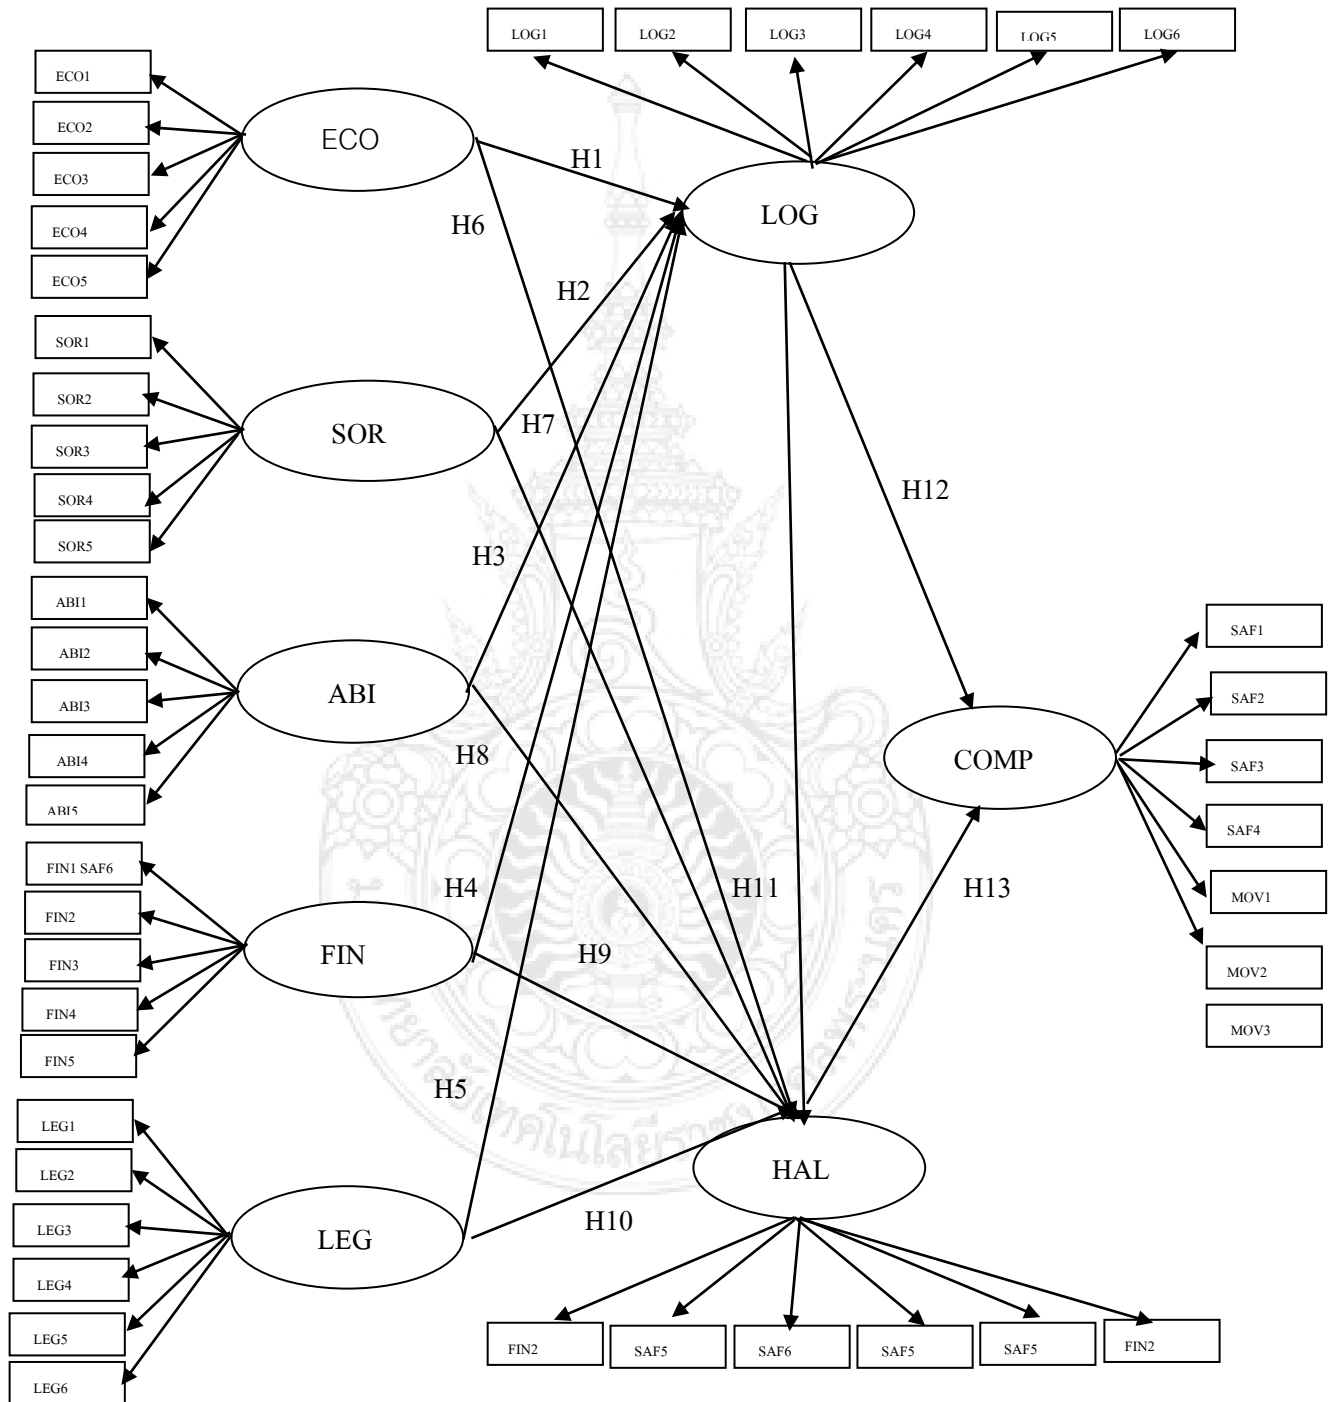 LOG1 LOG2 LOG3 LOG4 LOG5 LOG6
ECO1
ECO2
ECO3
ECO4
ECO5
ECO
H1
LOG
H6
H2
SOR1
SOR2
SOR3
SOR4
SOR5
SOR
H7
H12
H3
ABI1
ABI2
ABI3
ABI4
ABI5
ABI
H8
COMP
SAF1
SAF2
SAF3
SAF4
MOV1
MOV2
MOV3
FIN1 SAF6
FIN2
FIN3
FIN4
FIN5
FIN
H4
H11
H13
H9
H5
LEG1
LEG2
LEG3
LEG4
LEG5
LEG6
LEG
H10
HAL
FIN2 SAF5 SAF6 SAF5 SAF5 FIN2